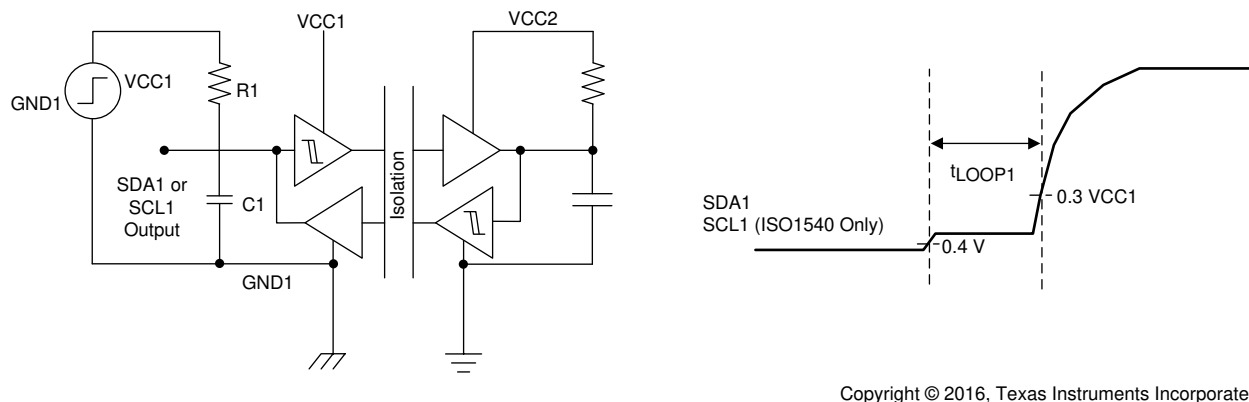 VCC1
VCC2
VCC1
GND1
R1
SDA1 or
SCL1
Output
C1
Isolation
GND1
tLOOP1
SDA1
SCL1 (ISO1540 Only)
0.3 VCC1
0.4 V
Copyright © 2016, Texas Instruments Incorporate